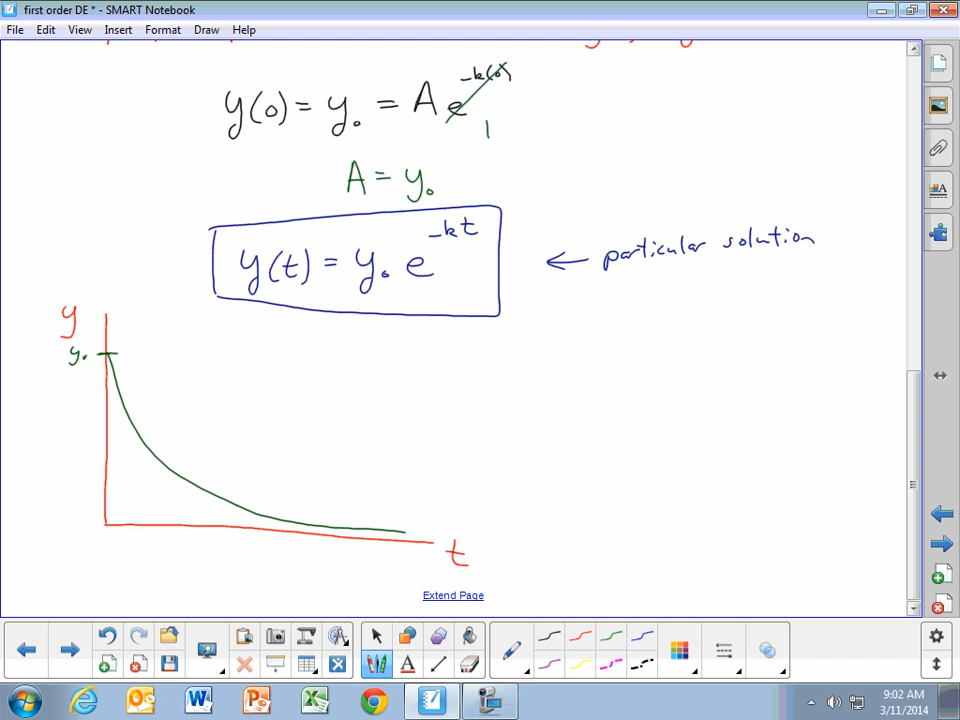 first order DE * - SMART Notebook
File Edit View Insert Format Draw Help
y(0) = y₀ = A e^{-k(0)}
1
A = y₀
y(t) = y₀ e^{-kt}
← particular solution
y
y₀
t
Extend Page
9:02 AM
3/11/2014